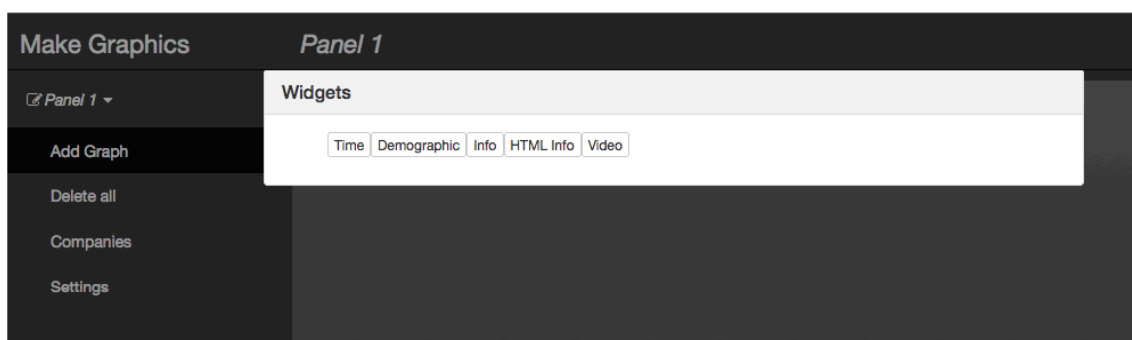 Make Graphics
Panel 1
Panel 1
Widgets
Add Graph
Time Demographic Info HTML Info Video
Delete all
Companies
Settings